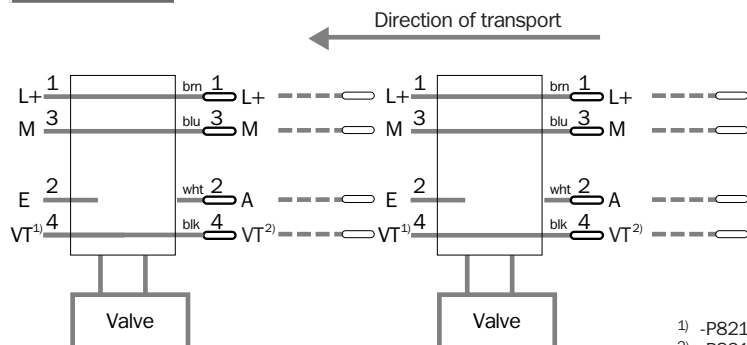 Direction of transport
L+ 1 brn 1 L+ L+ 1 brn 1 L+
M 3 blu 3 M M 3 blu 3 M
E 2 wht 2 A E 2 wht 2 A
VT1) 4 blk 4 VT2) VT1) 4 blk 4 VT2)
Valve Valve
1) -P821